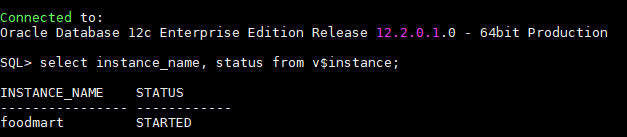 Connected to:
Oracle Database 12c Enterprise Edition Release 12.2.0.1.0 - 64bit Production
SQL> select instance_name, status from v$instance;
INSTANCE_NAME    STATUS
---------------- ------------
foodmart         STARTED